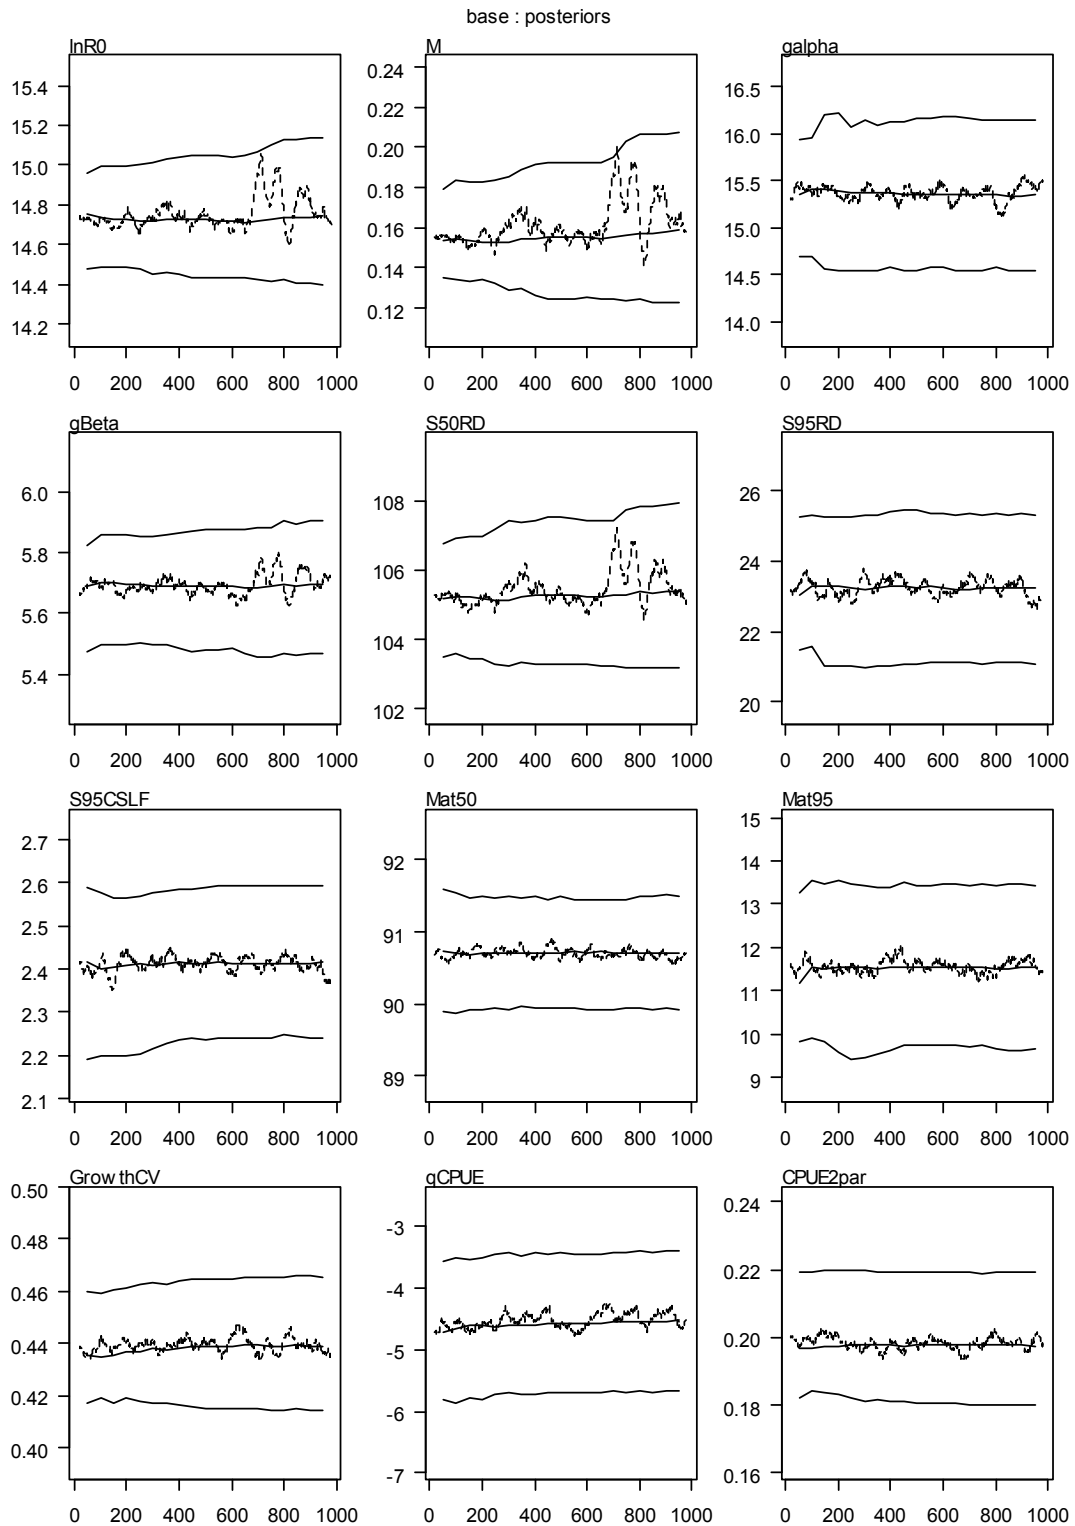 base : posteriors
lnR0 M galpha
15.4 15.2 15.0 14.8 14.6 14.4 14.2
0.24 0.22 0.20 0.18 0.16 0.14 0.12
16.5 16.0 15.5 15.0 14.5 14.0
0 200 400 600 800 1000 0 200 400 600 800 1000 0 200 400 600 800 1000
gBeta S50RD S95RD
6.0 5.8 5.6 5.4
108 106 104 102
26 24 22 20
0 200 400 600 800 1000 0 200 400 600 800 1000 0 200 400 600 800 1000
S95CSLF Mat50 Mat95
2.7 2.6 2.5 2.4 2.3 2.2 2.1
92 91 90 89
15 14 13 12 11 10 9
0 200 400 600 800 1000 0 200 400 600 800 1000 0 200 400 600 800 1000
GrowthCV qCPUE CPUE2par
0.50 0.48 0.46 0.44 0.42 0.40
-3 -4 -5 -6 -7
0.24 0.22 0.20 0.18 0.16
0 200 400 600 800 1000 0 200 400 600 800 1000 0 200 400 600 800 1000